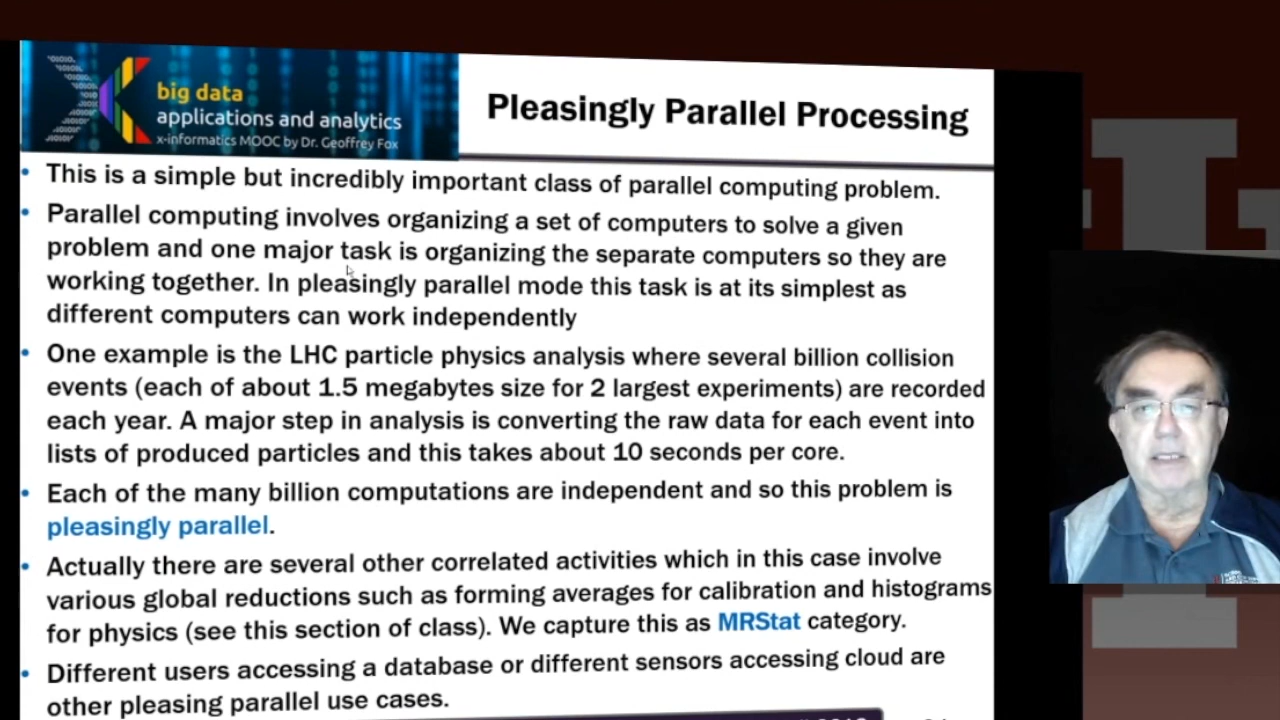 big data
applications and analytics
x-informatics MOOC by Dr. Geoffrey Fox
Pleasingly Parallel Processing
• This is a simple but incredibly important class of parallel computing problem.
• Parallel computing involves organizing a set of computers to solve a given
problem and one major task is organizing the separate computers so they are
working together. In pleasingly parallel mode this task is at its simplest as
different computers can work independently
• One example is the LHC particle physics analysis where several billion collision
events (each of about 1.5 megabytes size for 2 largest experiments) are recorded
each year. A major step in analysis is converting the raw data for each event into
lists of produced particles and this takes about 10 seconds per core.
• Each of the many billion computations are independent and so this problem is
pleasingly parallel.
• Actually there are several other correlated activities which in this case involve
various global reductions such as forming averages for calibration and histograms
for physics (see this section of class). We capture this as MRStat category.
• Different users accessing a database or different sensors accessing cloud are
other pleasing parallel use cases.